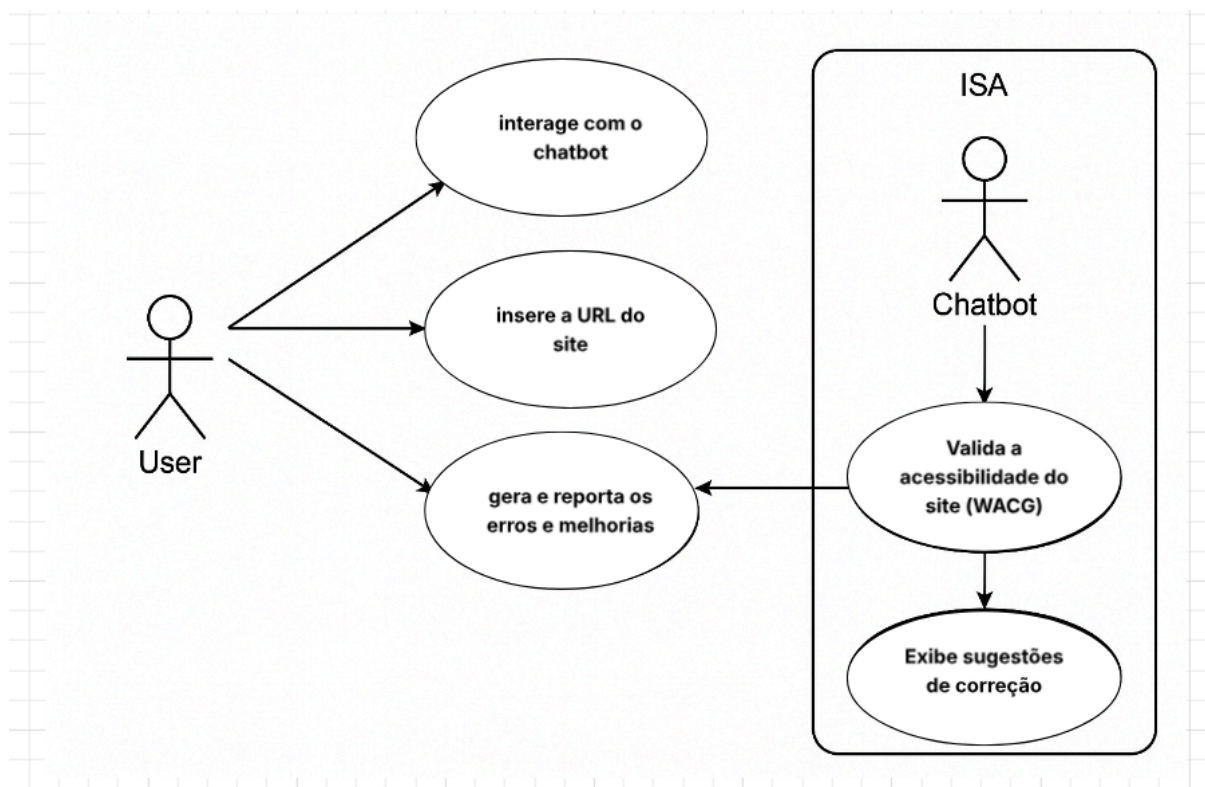 interage com o
chatbot
insere a URL do
site
gera e reporta os
erros e melhorias
User
ISA
Chatbot
Valida a
acessibilidade do
site (WACG)
Exibe sugestões
de correção